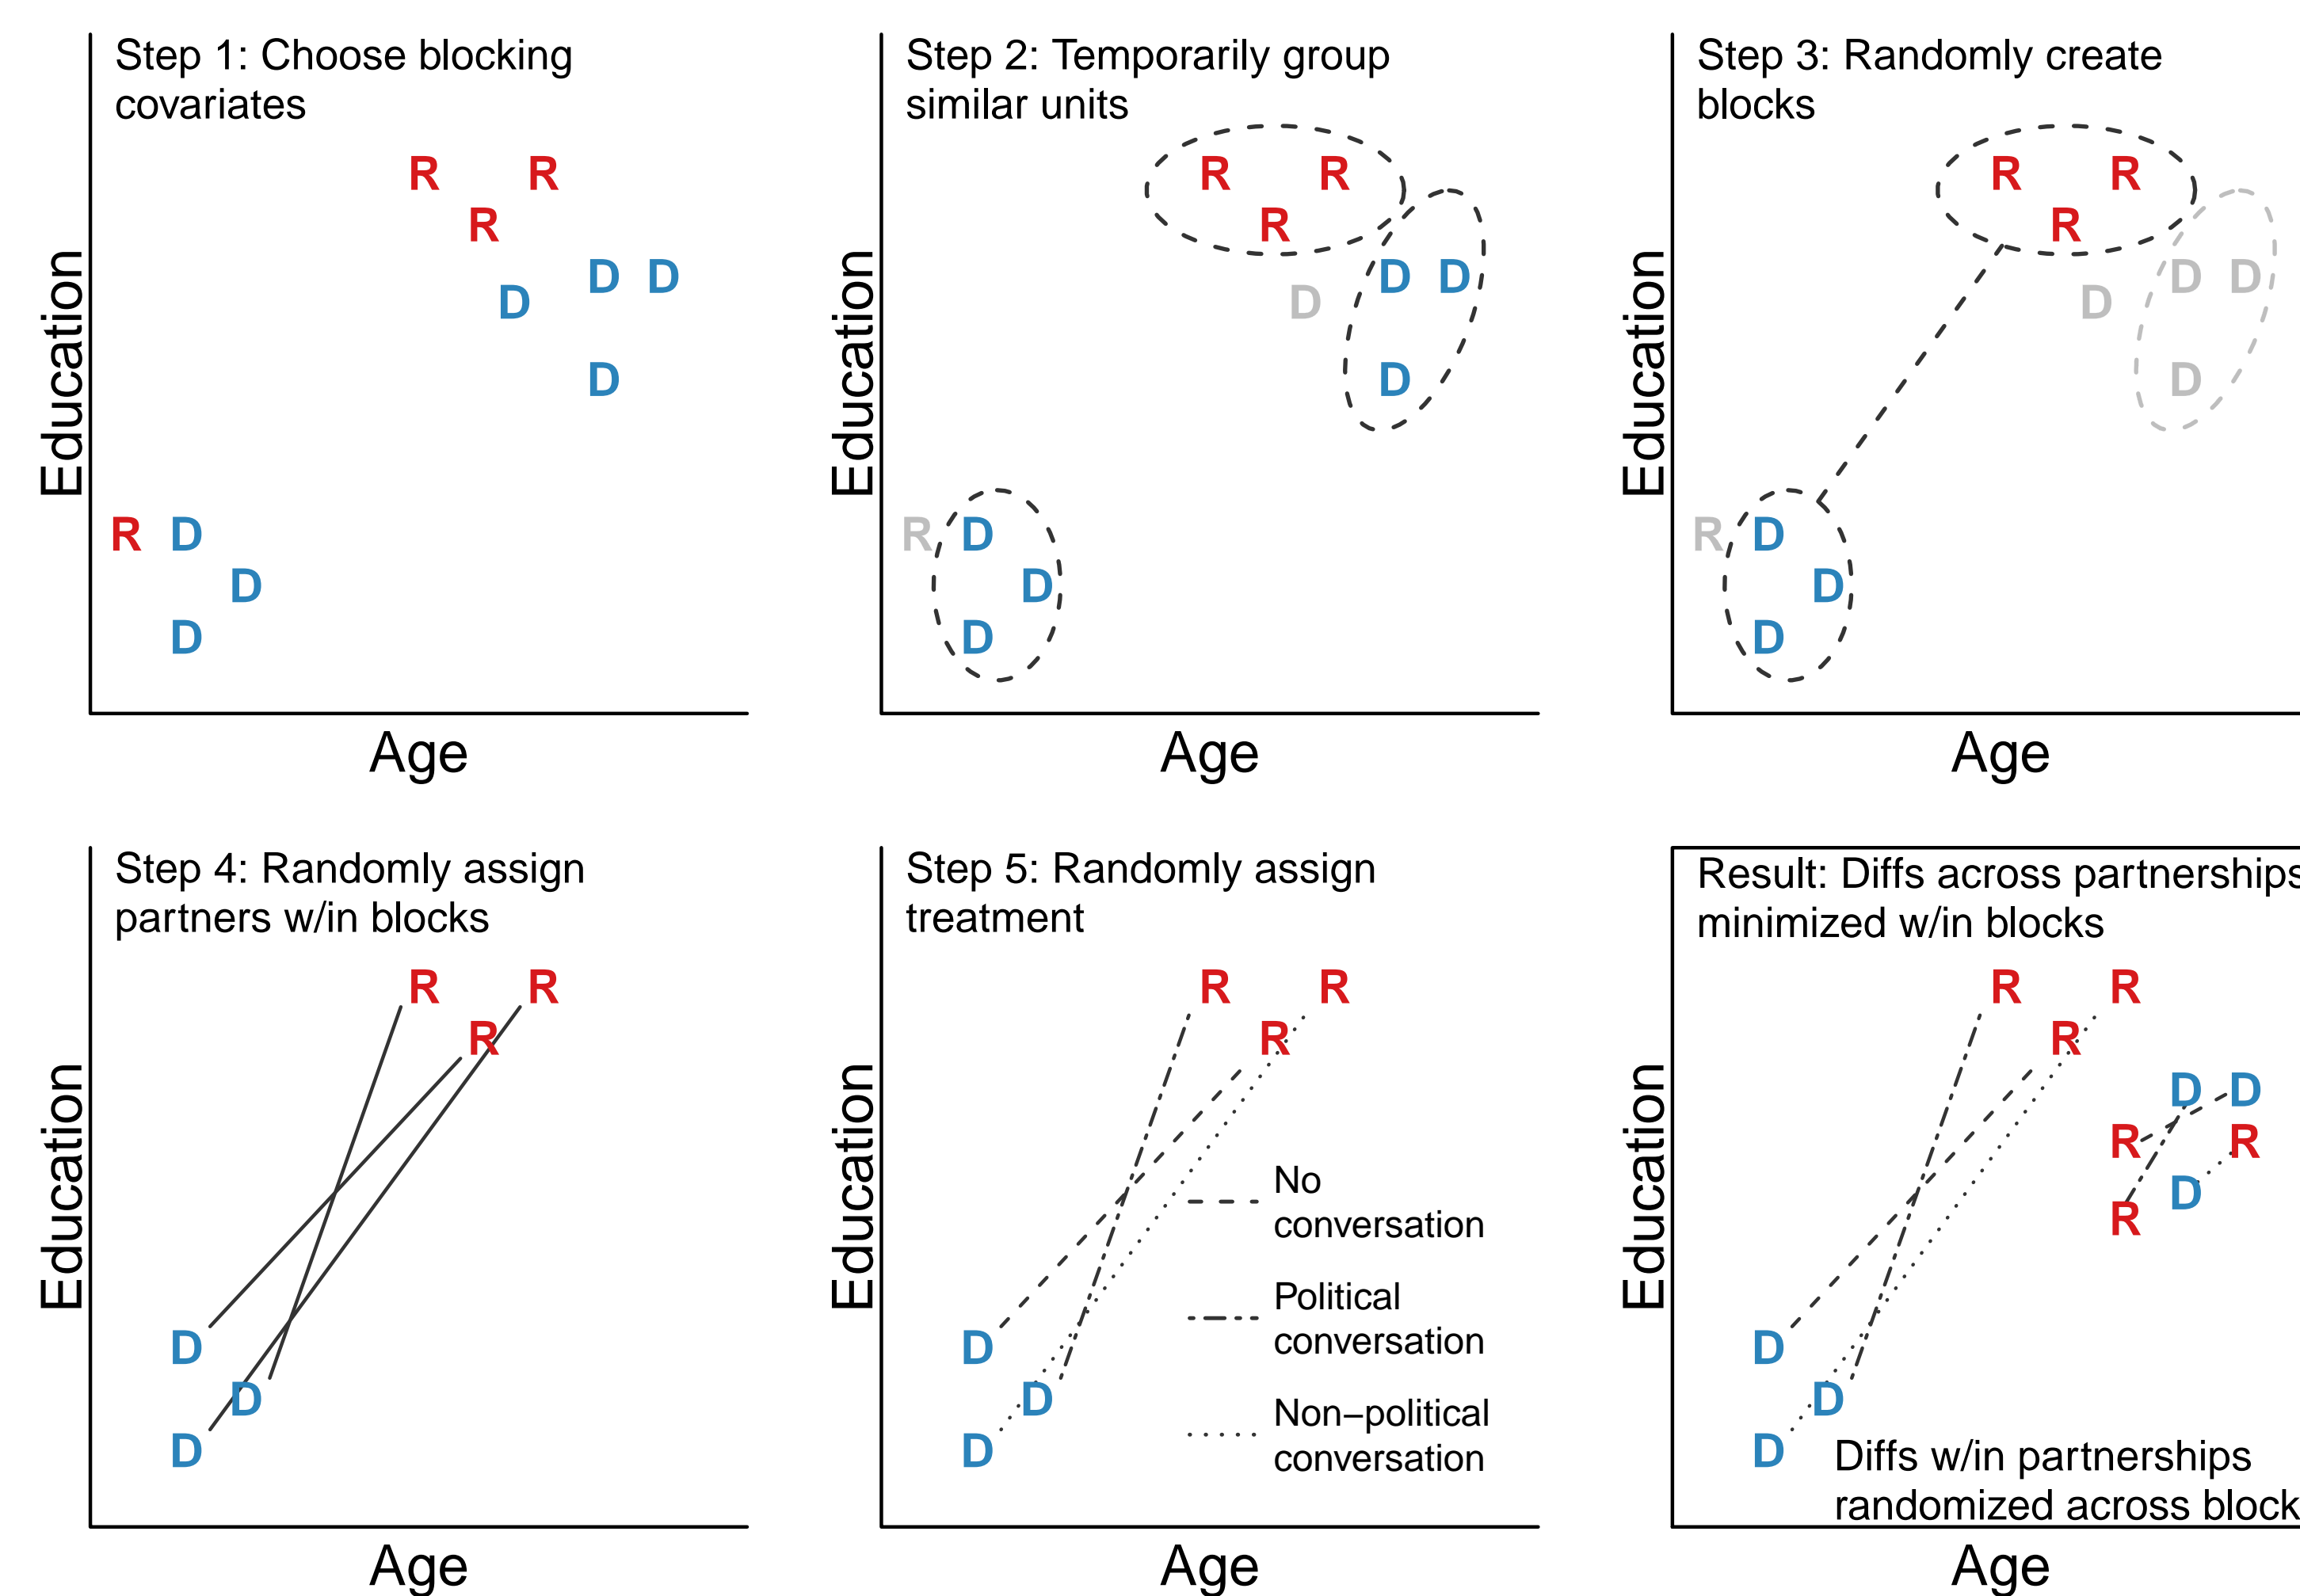 Step 1: Choose blocking
covariates
R R
R
D D
D
D
R D
D
D
Education
Age
Step 2: Temporarily group
similar units
R R
R
D D
D
D
R D
D
D
Education
Age
Step 3: Randomly create
blocks
R R
R
D D
D
D
R D
D
D
Education
Age
Step 4: Randomly assign
partners w/in blocks
R R
R
D
D
D
Education
Age
Step 5: Randomly assign
treatment
R R
R
No
conversation
Political
conversation
Non−political
conversation
D
D
D
Education
Age
Result: Diffs across partnerships
minimized w/in blocks
R R
R
D D
R R
D
R
D
D
D
Diffs w/in partnerships
randomized across block
Education
Age